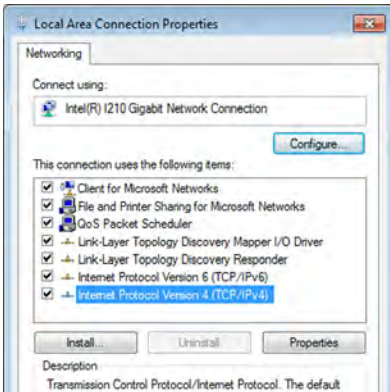 Local Area Connection Properties
Networking
Connect using:
Intel(R) I210 Gigabit Network Connection
Configure...
This connection uses the following items:
Client for Microsoft Networks
File and Printer Sharing for Microsoft Networks
QoS Packet Scheduler
Link-Layer Topology Discovery Mapper I/O Driver
Link-Layer Topology Discovery Responder
Internet Protocol Version 6 (TCP/IPv6)
Internet Protocol Version 4 (TCP/IPv4)
Install... Uninstall Properties
Description
Transmission Control Protocol/Internet Protocol. The default